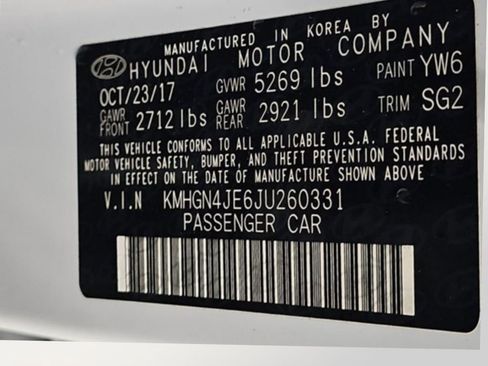 MANUFACTURED IN KOREA BY
HYUNDAI MOTOR COMPANY
OCT/23/17 GVWR 5269 lbs PAINT YW6
GAWR FRONT 2712 lbs GAWR REAR 2921 lbs TRIM SG2
THIS VEHICLE CONFORMS TO ALL APPLICABLE U.S.A. FEDERAL
MOTOR VEHICLE SAFETY, BUMPER, AND THEFT PREVENTION STANDARDS
IN EFFECT ON THE DATE OF MANUFACTURE SHOWN ABOVE
V.I.N KMHGN4JE6JU260331
PASSENGER CAR